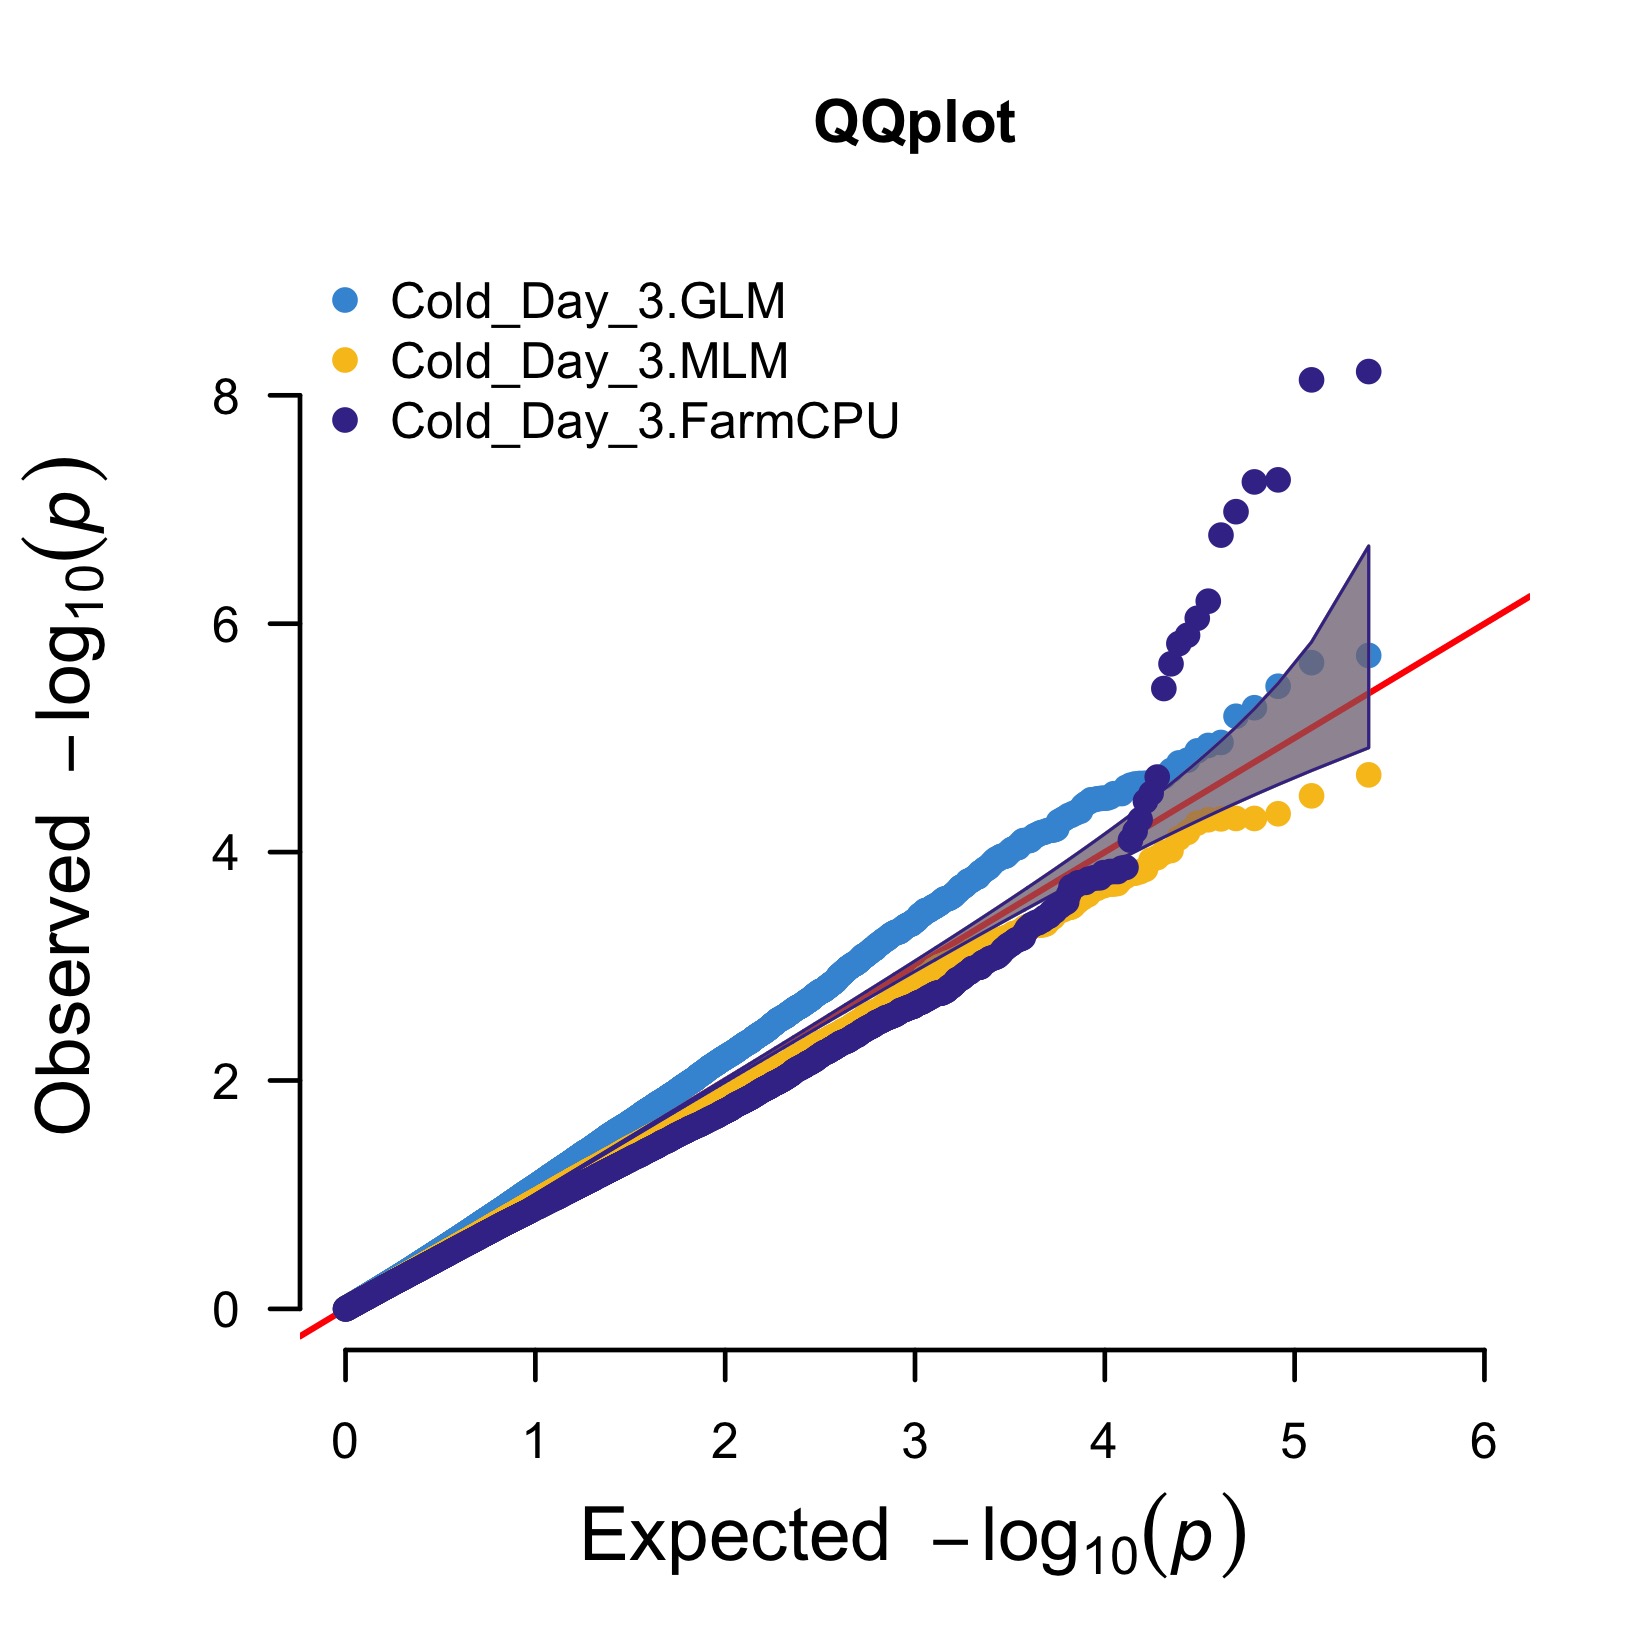 QQplot
Cold_Day_3.GLM
Cold_Day_3.MLM
Cold_Day_3.FarmCPU
8
6
4
2
0
Observed −log₁₀(p)
0 1 2 3 4 5 6
Expected −log₁₀(p)